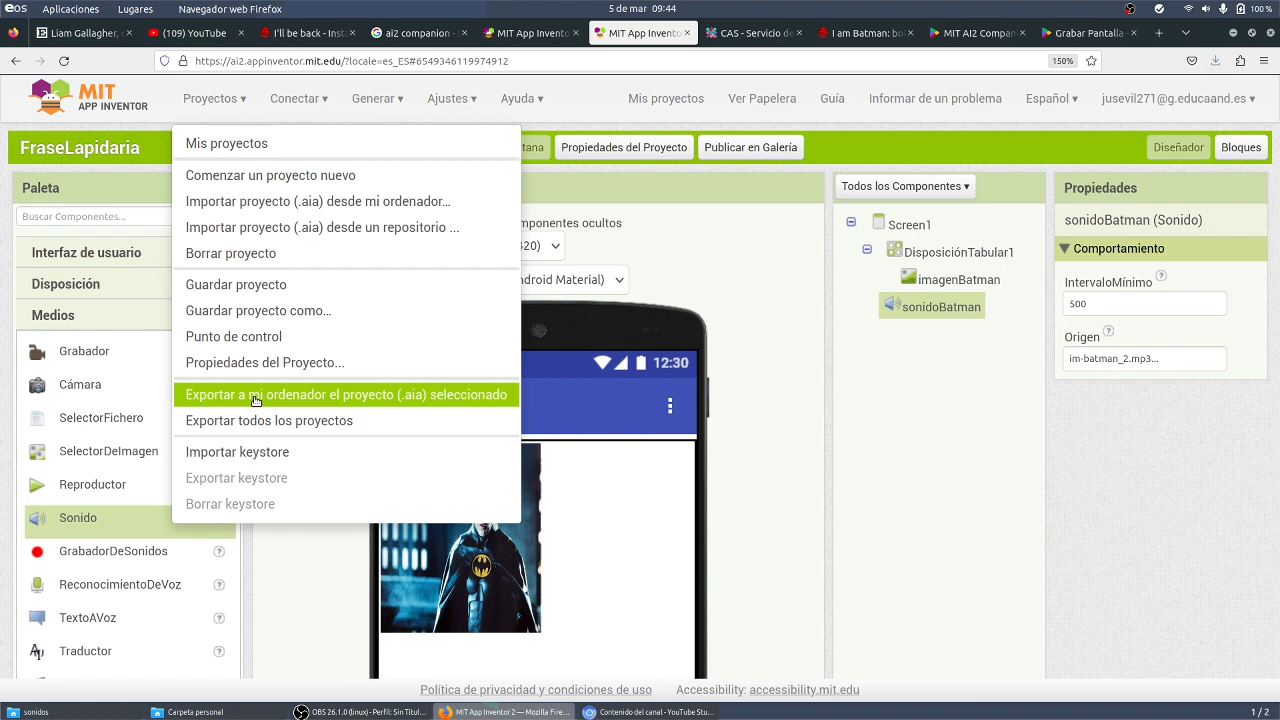 Aplicaciones
Navegador web Firefox
5 de mar 09:44
100 %
Liam Gallagher,
(109) YouTube
I'll be back - Ins
ai2 companion -
MIT App Invento
MIT App Invento
CAS - Servicio de
I am Batman: bo
MIT AI2 Compa
Grabar Pantalla
https://ai2.appinventor.mit.edu/?locale=es_ES#6549346119974912
150%
MIT
APP INVENTOR
Proyectos ▾
Conectar ▾
Generar ▾
Ajustes ▾
Ayuda ▾
Mis proyectos
Ver Papelera
Guía
Informar de un problema
Español ▾
jusevil271@g.educaand.es ▾
FraseLapidaria
tana
Propiedades del Proyecto
Publicar en Galería
Diseñador
Bloques
Mis proyectos
Comenzar un proyecto nuevo
Importar proyecto (.aia) desde mi ordenador...
Importar proyecto (.aia) desde un repositorio ...
Borrar proyecto
Guardar proyecto
Guardar proyecto como...
Punto de control
Propiedades del Proyecto...
Exportar a mi ordenador el proyecto (.aia) seleccionado
Exportar todos los proyectos
Importar keystore
Exportar keystore
Borrar keystore
Paleta
Buscar Componentes...
Interfaz de usuario
Disposición
Medios
Grabador
Cámara
SelectorFichero
SelectorDeImagen
Reproductor
Sonido
GrabadorDeSonidos
ReconocimientoDeVoz
TextoAVoz
Traductor
mponentes ocultos
20)
ndroid Material)
12:30
Todos los Componentes ▾
Screen1
DisposiciónTabular1
imagenBatman
sonidoBatman
Propiedades
sonidoBatman (Sonido)
Comportamiento
IntervaloMínimo
500
Origen
im-batman_2.mp3...
Política de privacidad y condiciones de uso
Accessibility: accessibility.mit.edu
sonidos
Carpeta personal
OBS 26.1.0 (linux) - Perfil: Sin Títul...
MIT App Inventor 2 — Mozilla Fire...
Contenido del canal - YouTube Stu...
1 / 2